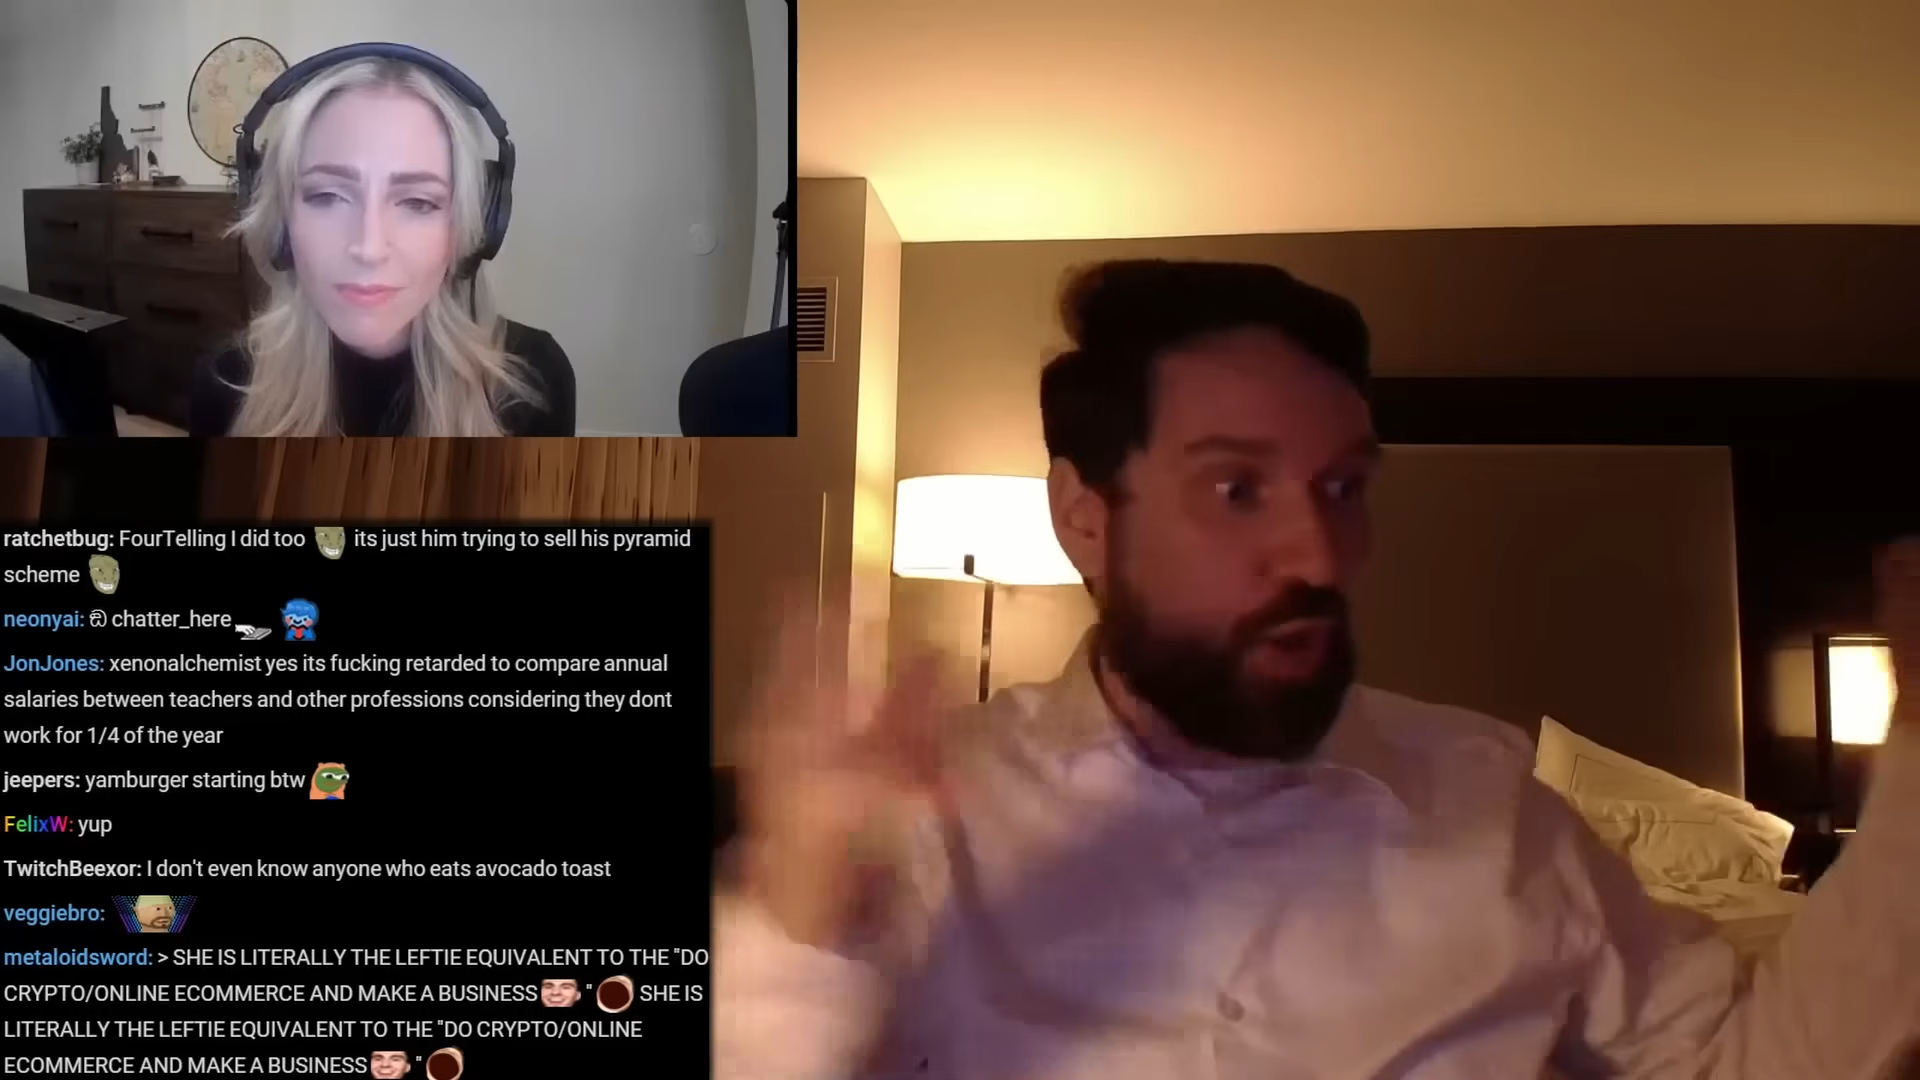 ratchetbug: FourTelling I did too its just him trying to sell his pyramid
scheme
neonyai: chatter_here
JonJones: xenonalchemist yes its fucking retarded to compare annual
salaries between teachers and other professions considering they dont
work for 1/4 of the year
jeepers: yamburger starting btw
FelixW: yup
TwitchBeexor: I don't even know anyone who eats avocado toast
veggiebro:
metaloidsword: > SHE IS LITERALLY THE LEFTIE EQUIVALENT TO THE "DO
CRYPTO/ONLINE ECOMMERCE AND MAKE A BUSINESS " SHE IS
LITERALLY THE LEFTIE EQUIVALENT TO THE "DO CRYPTO/ONLINE
ECOMMERCE AND MAKE A BUSINESS "